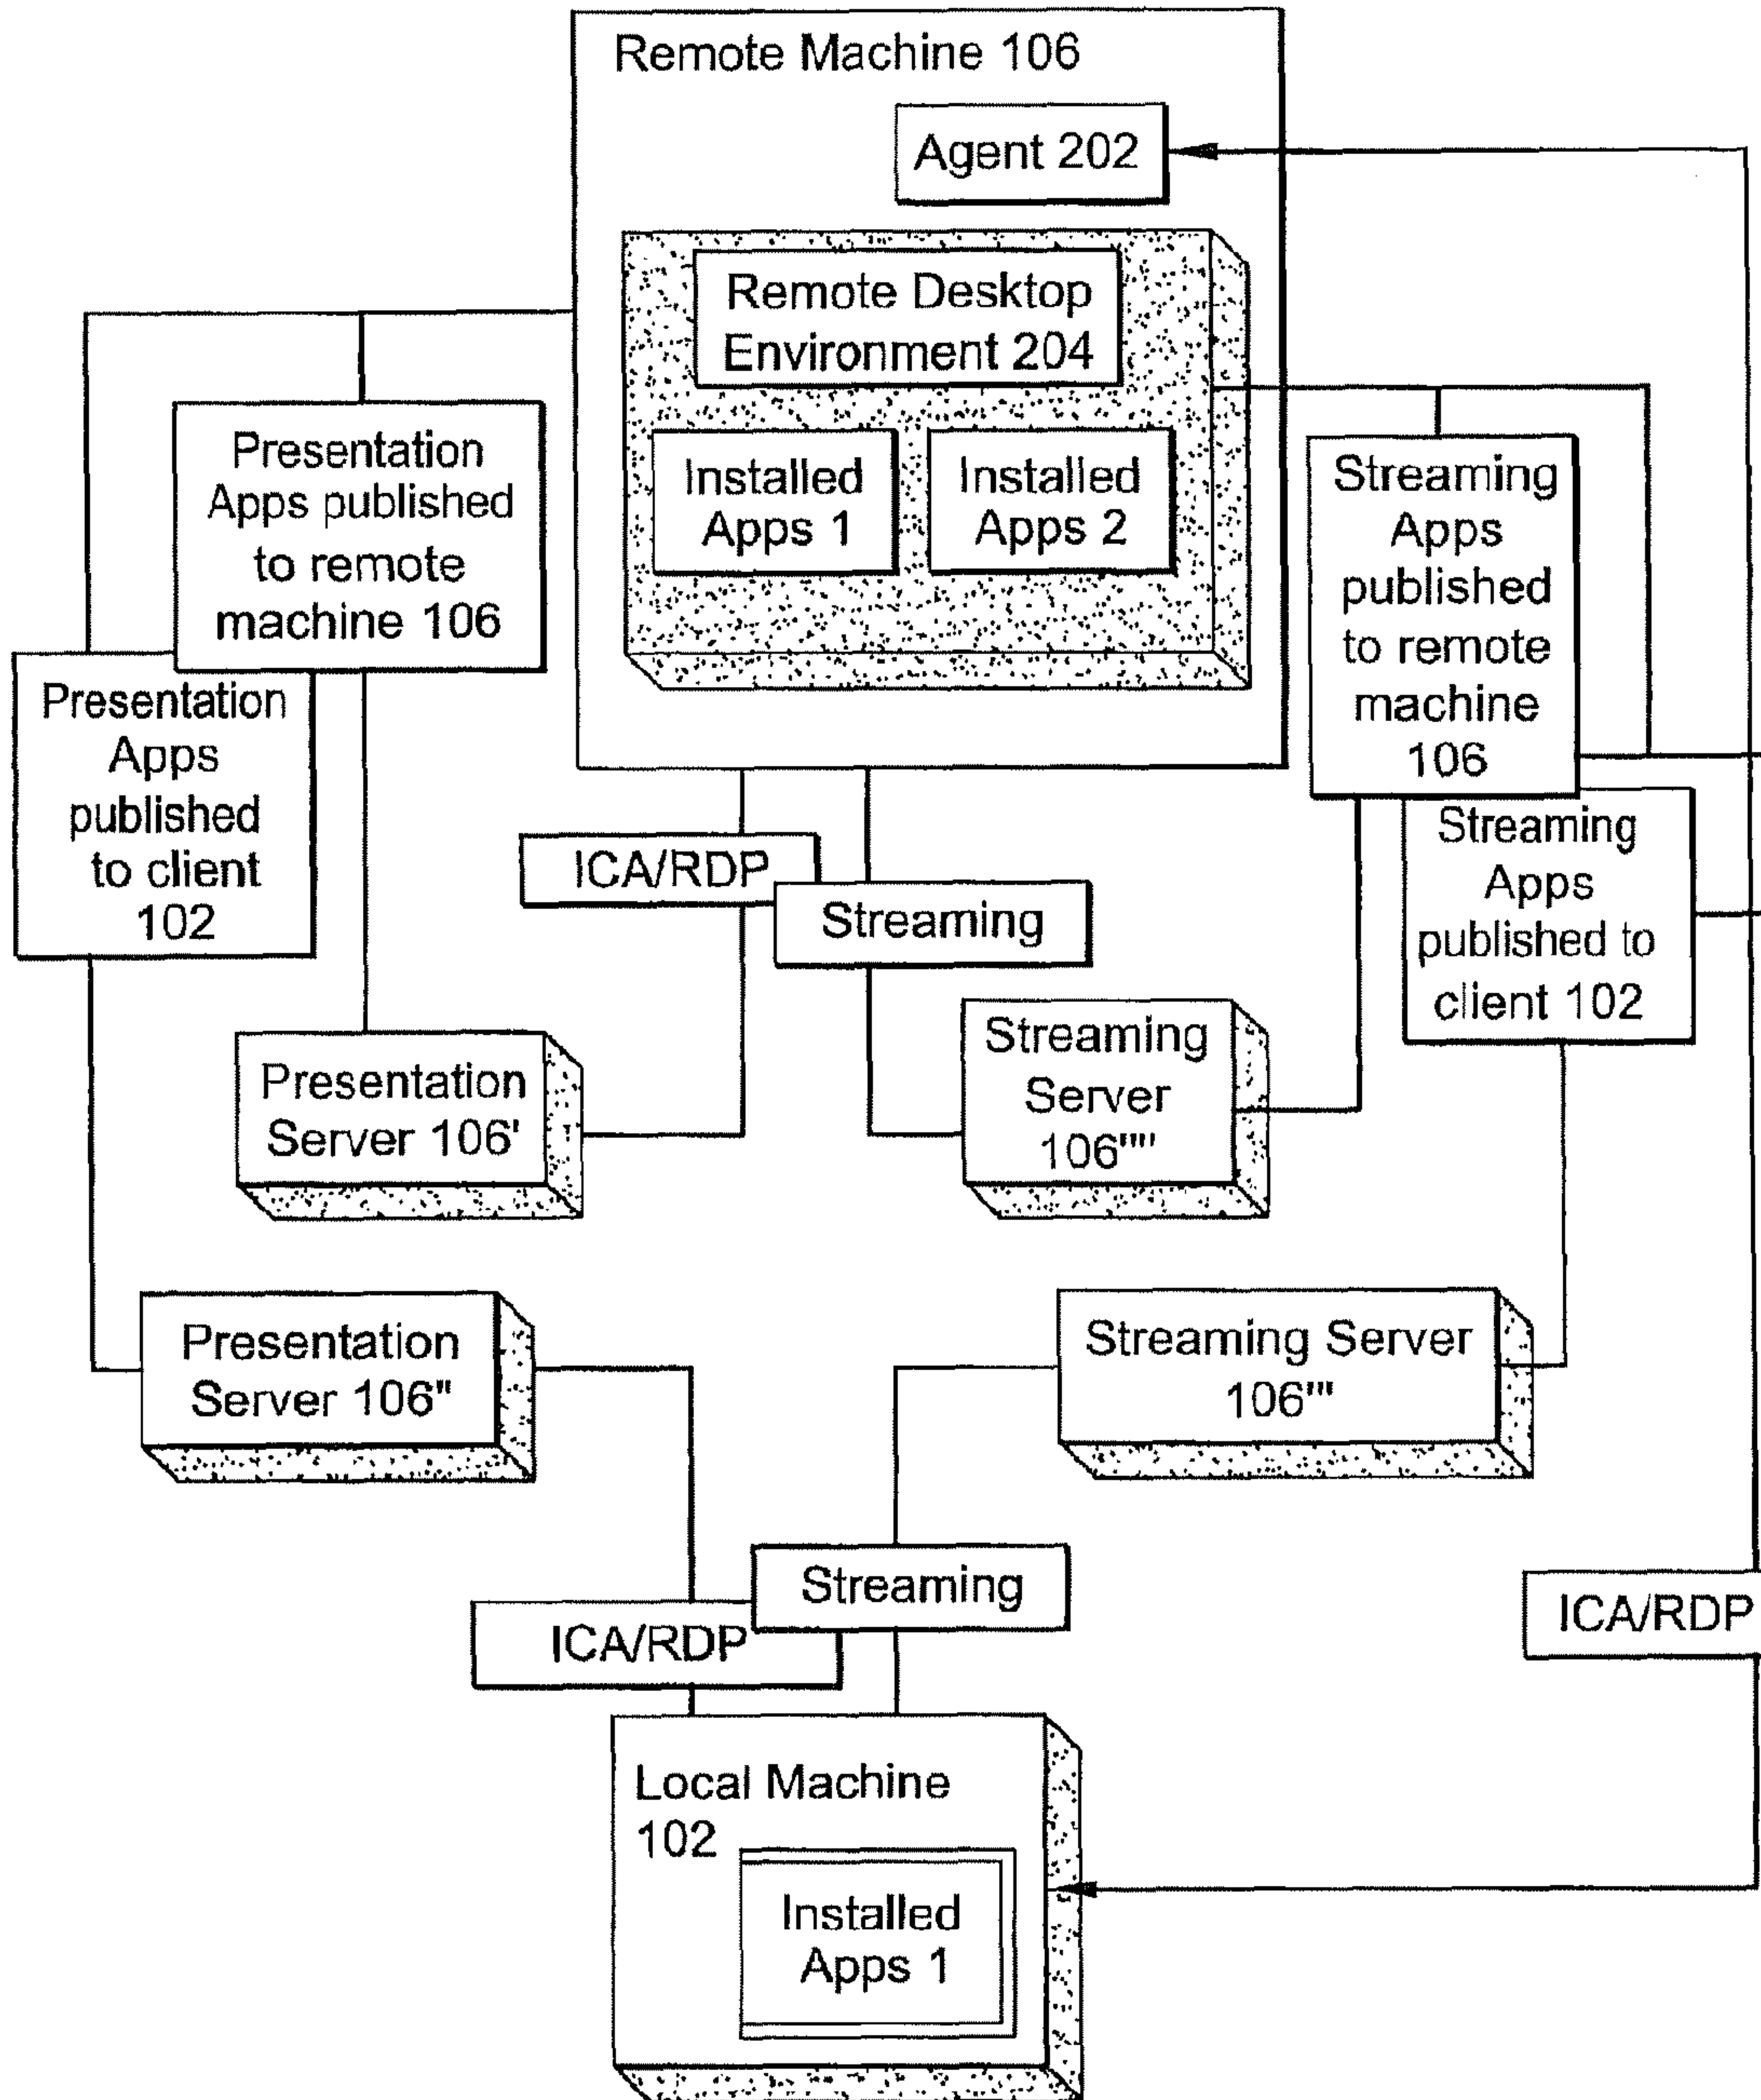 Remote Machine 106
Agent 202
Remote Desktop
Environment 204
Installed
Apps 1
Installed
Apps 2
Presentation
Apps published
to remote
machine 106
Presentation
Apps
published
to client
102
Streaming
Apps
published
to remote
machine
106
Streaming
Apps
published to
client 102
ICA/RDP
Streaming
Presentation
Server 106'
Streaming
Server
106''''
Presentation
Server 106"
Streaming Server
106'''
Streaming
ICA/RDP
ICA/RDP
Local Machine
102
Installed
Apps 1